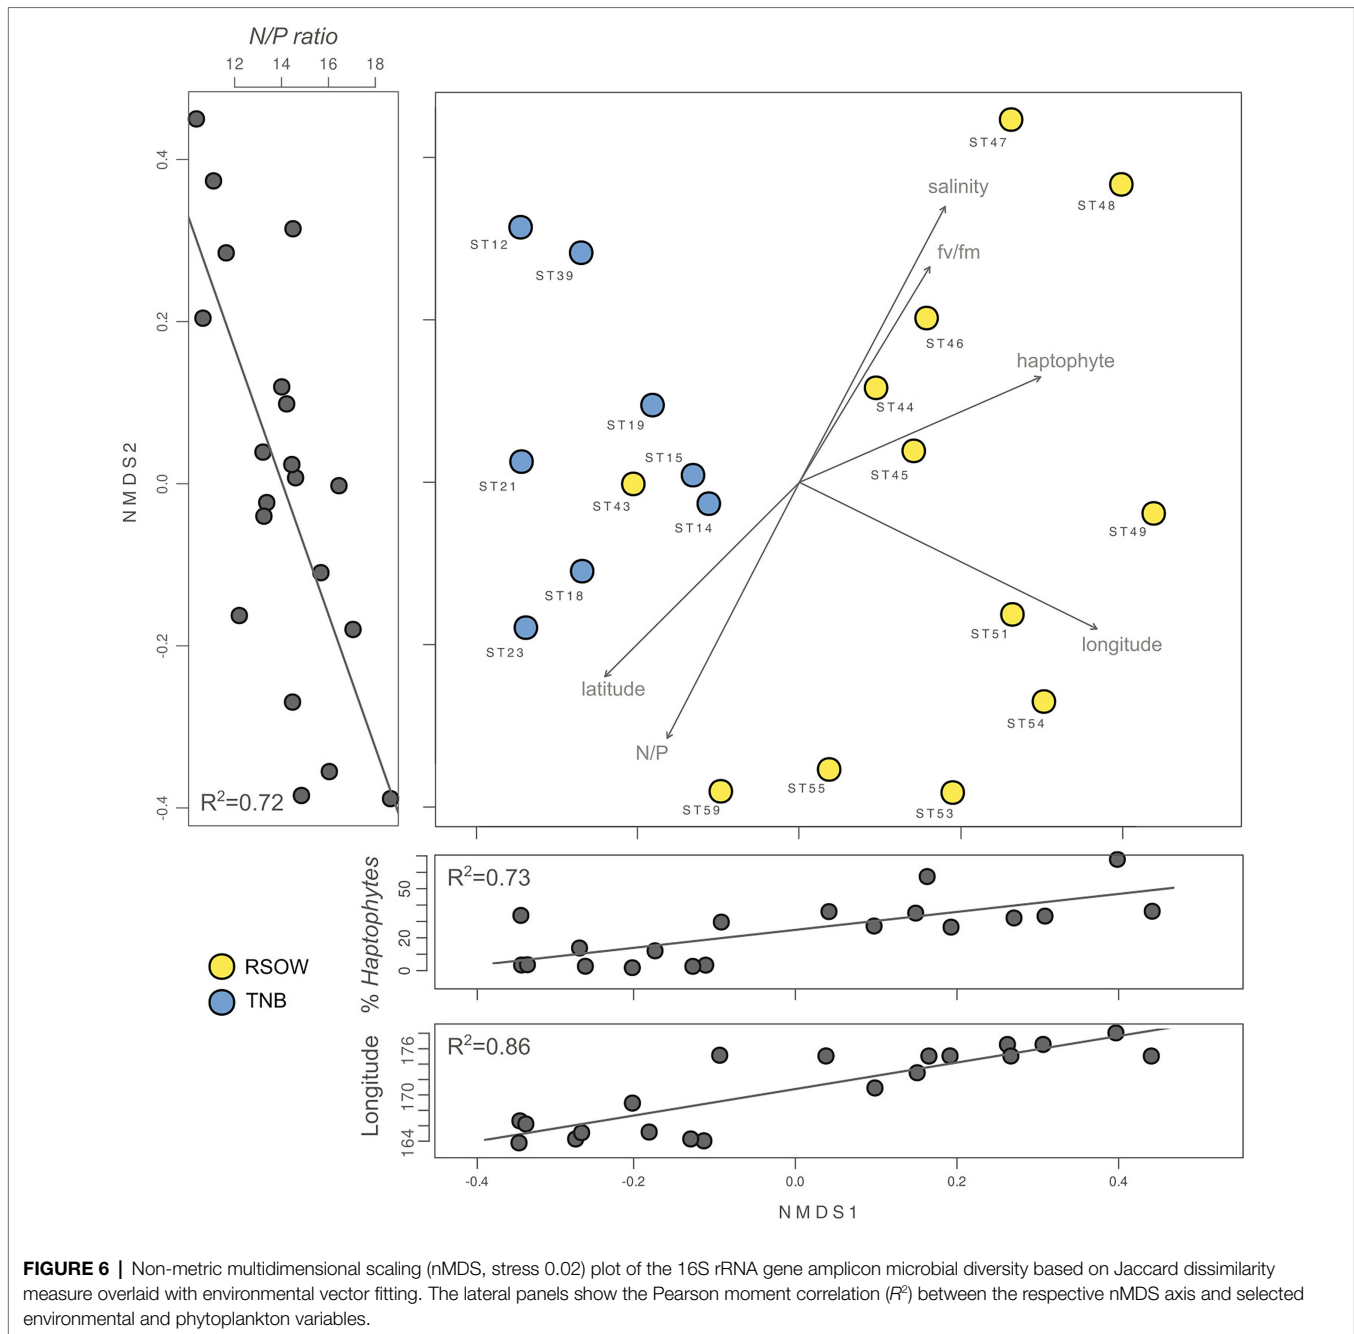 N/P ratio
12 14 16 18
NMDS2
0.4
0.2
0.0
-0.2
-0.4
R²=0.72
ST47
salinity
ST48
fv/fm
ST12
ST39
ST46
haptophyte
ST44
ST19
ST45
ST15
ST21
ST43
ST14
ST49
ST18
ST51
longitude
ST23
latitude
ST54
N/P
ST55
ST59
ST53
% Haptophytes
50
20
0
R²=0.73
RSOW
TNB
Longitude
176
170
164
R²=0.86
-0.4 -0.2 0.0 0.2 0.4
NMDS1
FIGURE 6 | Non-metric multidimensional scaling (nMDS, stress 0.02) plot of the 16S rRNA gene amplicon microbial diversity based on Jaccard dissimilarity
measure overlaid with environmental vector fitting. The lateral panels show the Pearson moment correlation (R²) between the respective nMDS axis and selected
environmental and phytoplankton variables.